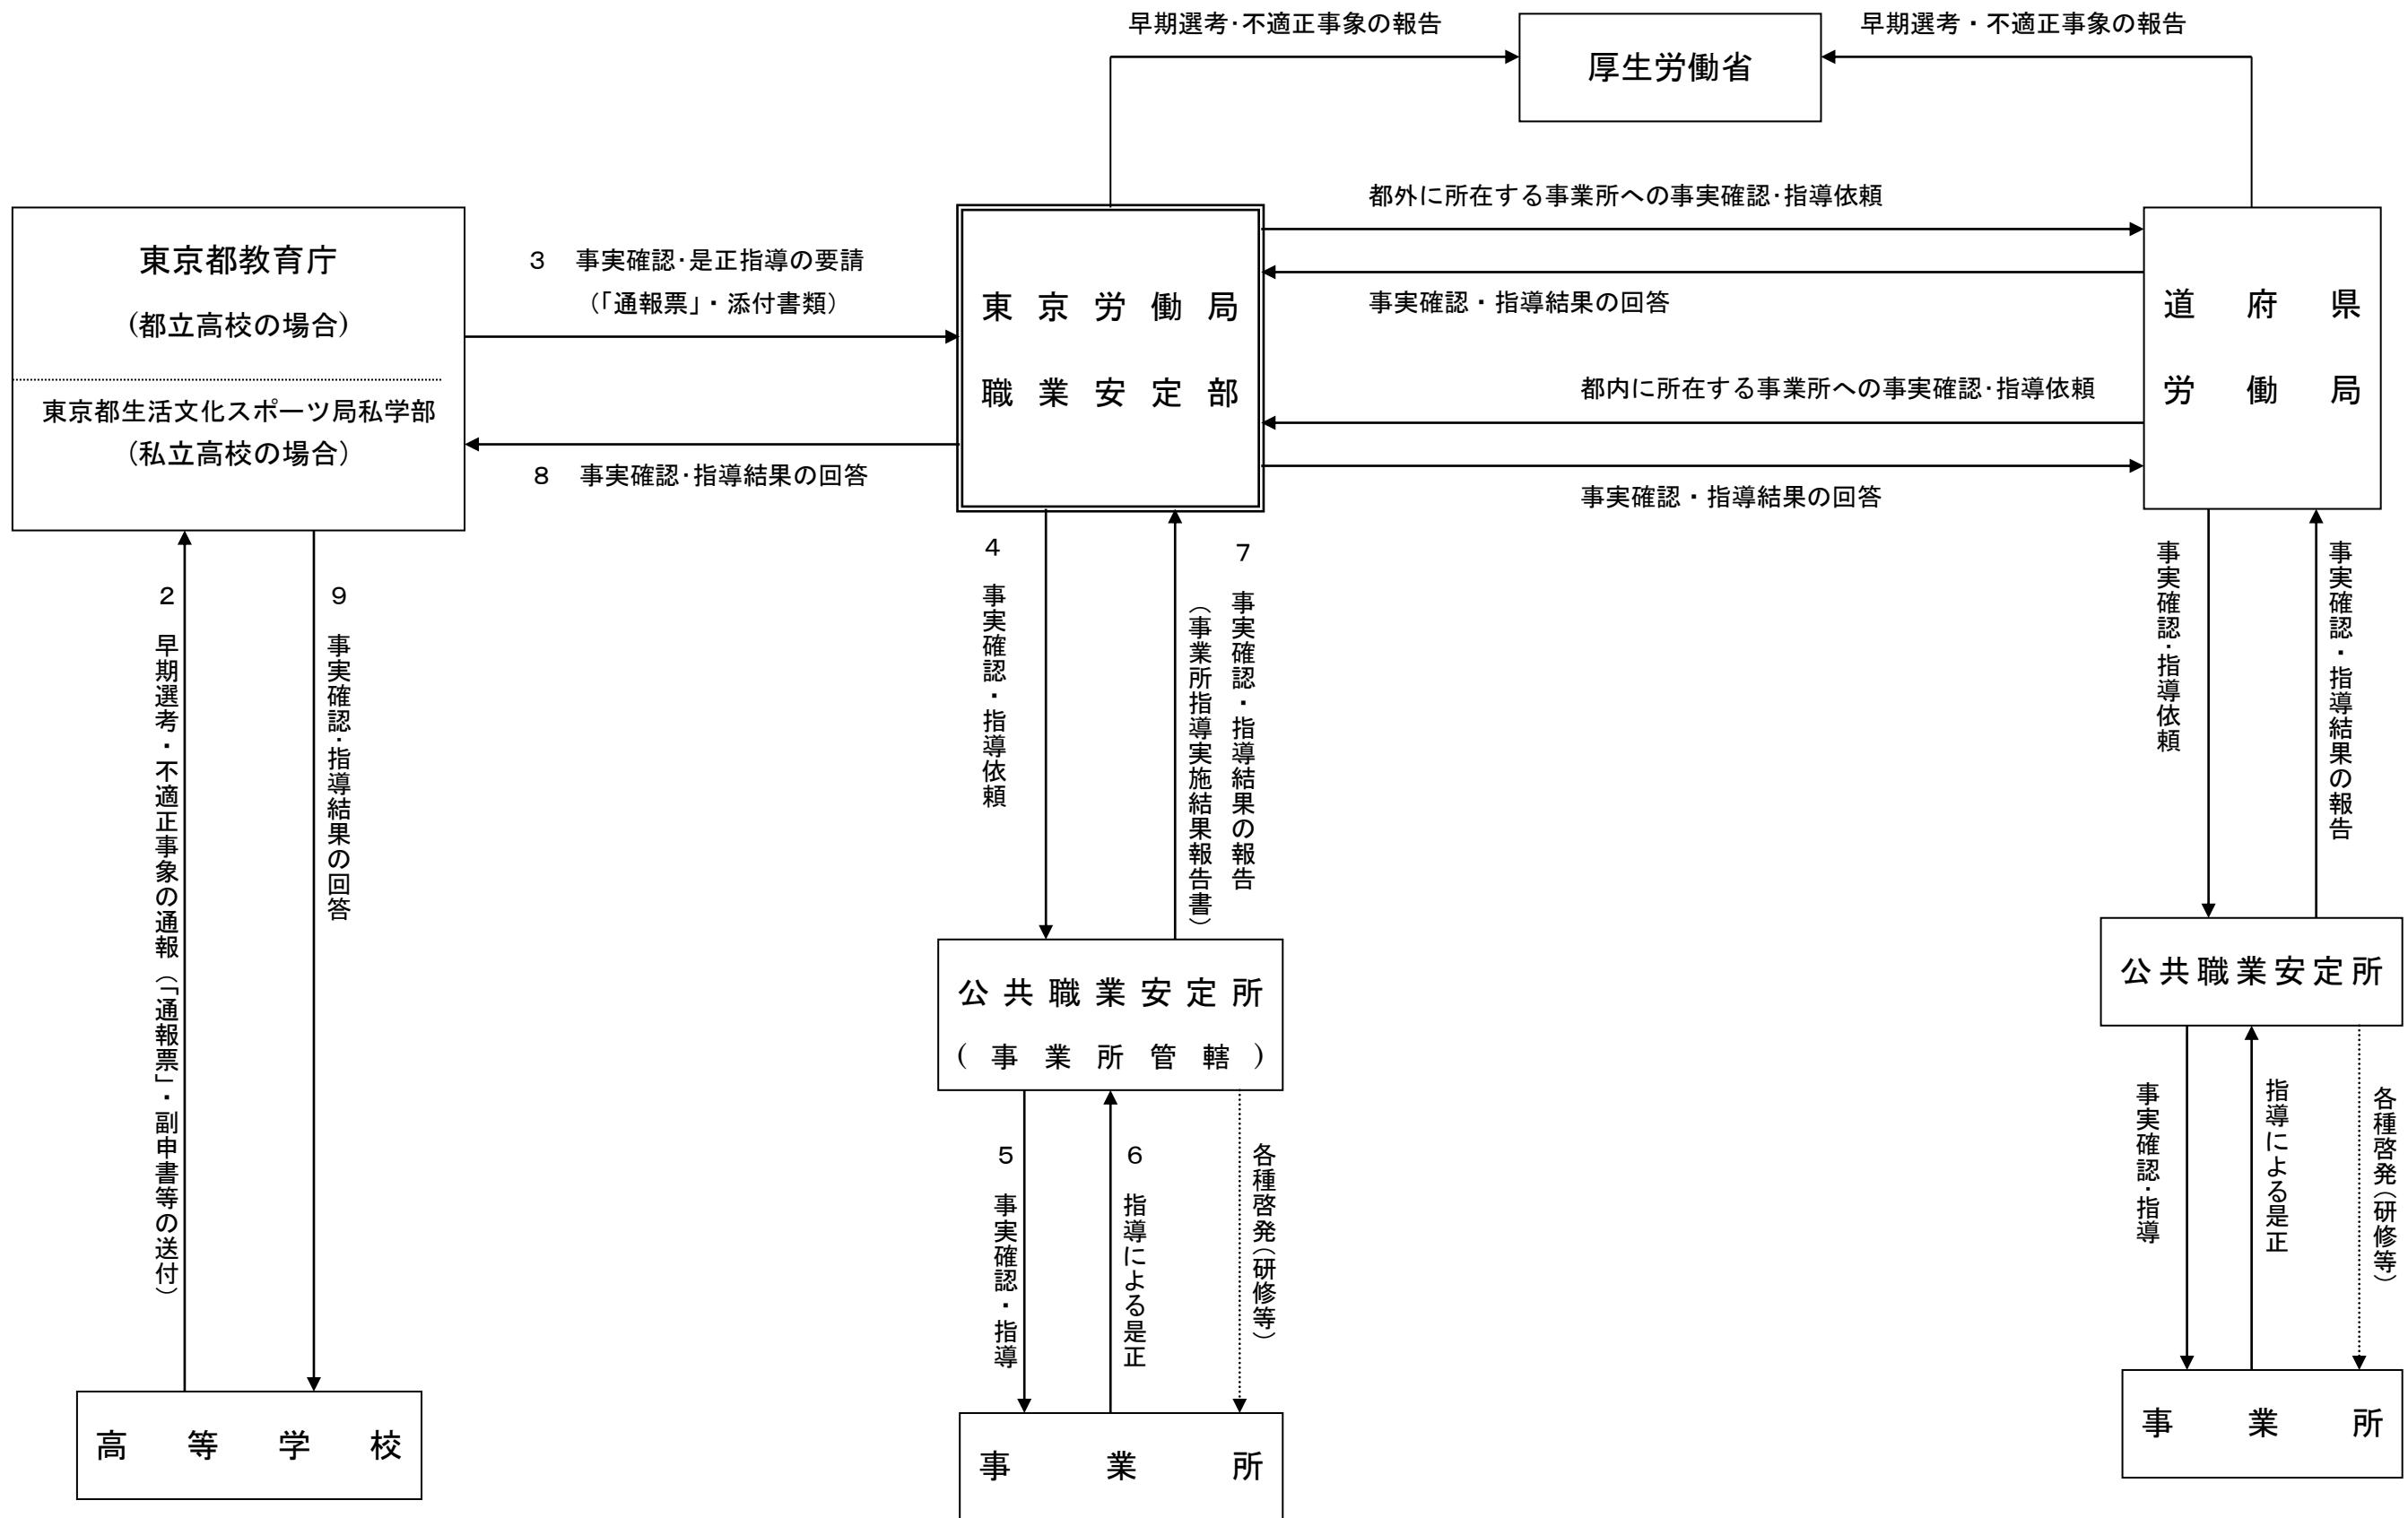 早期選考･不適正事象の報告
早期選考・不適正事象の報告
厚生労働省
都外に所在する事業所への事実確認･指導依頼
東京都教育庁
(都立高校の場合)
東京都生活文化スポーツ局私学部
(私立高校の場合)
3 事実確認･是正指導の要請
(「通報票」・添付書類)
東京労働局
職業安定部
事実確認・指導結果の回答
道府県
労働局
都内に所在する事業所への事実確認･指導依頼
8 事実確認･指導結果の回答
事実確認・指導結果の回答
2 早期選考・不適正事象の通報(「通報票」・副申書等の送付)
9 事実確認･指導結果の回答
4 事実確認・指導依頼
7 事実確認・指導結果の報告
(事業所指導実施結果報告書)
事実確認･指導依頼
事実確認・指導結果の報告
公共職業安定所
(事業所管轄)
公共職業安定所
5 事実確認・指導
6 指導による是正
各種啓発(研修等)
事実確認･指導
指導による是正
各種啓発(研修等)
高等学校
事業所
事業所